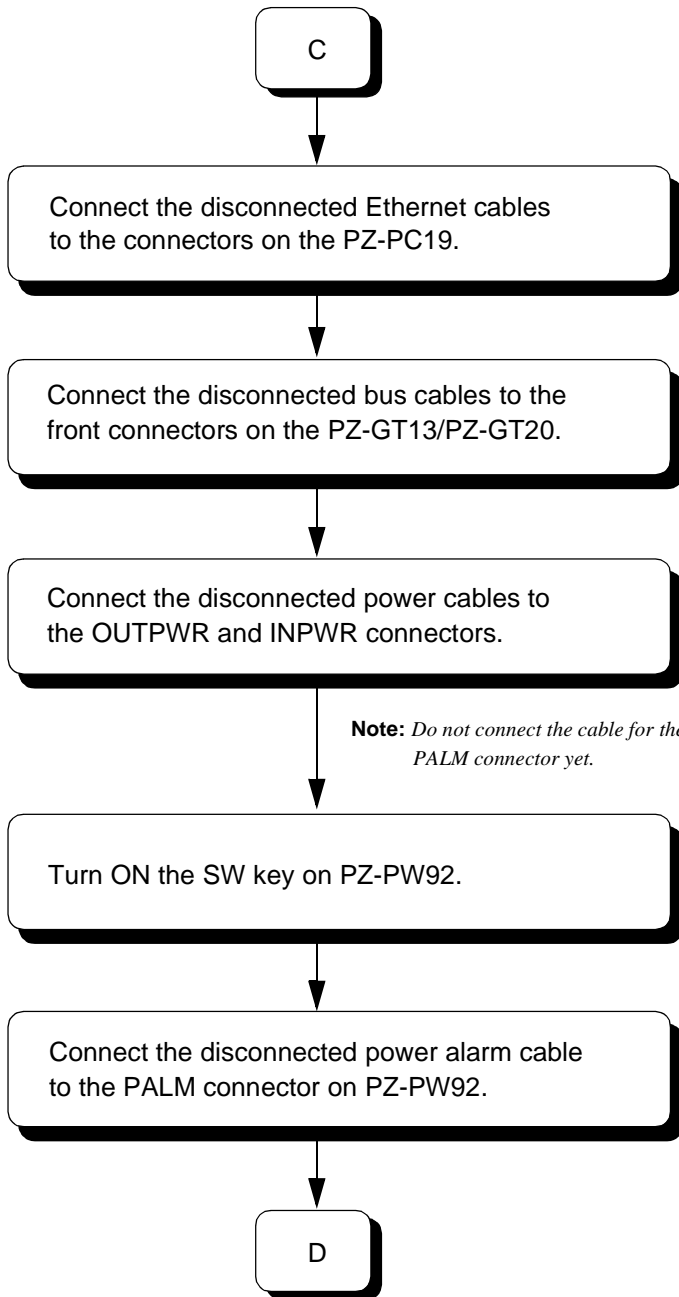 C
Connect the disconnected Ethernet cables
to the connectors on the PZ-PC19.
Connect the disconnected bus cables to the
front connectors on the PZ-GT13/PZ-GT20.
Connect the disconnected power cables to
the OUTPWR and INPWR connectors.
Note: Do not connect the cable for the
PALM connector yet.
Turn ON the SW key on PZ-PW92.
Connect the disconnected power alarm cable
to the PALM connector on PZ-PW92.
D